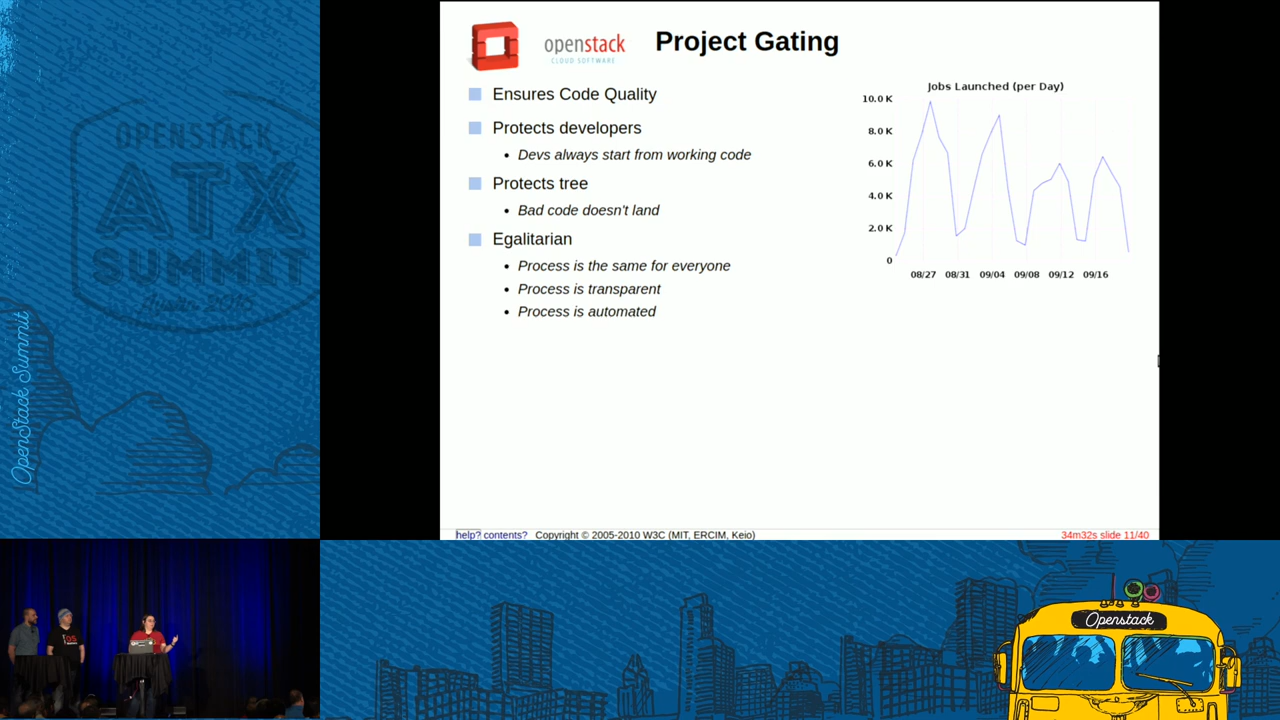 OPENSTACK
ATX
SUMMIT
Austin 2016
OpenStack Summit
openstack
CLOUD SOFTWARE
Project Gating
Ensures Code Quality
Protects developers
• Devs always start from working code
Protects tree
• Bad code doesn't land
Egalitarian
• Process is the same for everyone
• Process is transparent
• Process is automated
Jobs Launched (per Day)
10.0 K
8.0 K
6.0 K
4.0 K
2.0 K
0
08/27 08/31 09/04 09/08 09/12 09/16
help? contents? Copyright © 2005-2010 W3C (MIT, ERCIM, Keio)
34m32s slide 11/40
Openstack